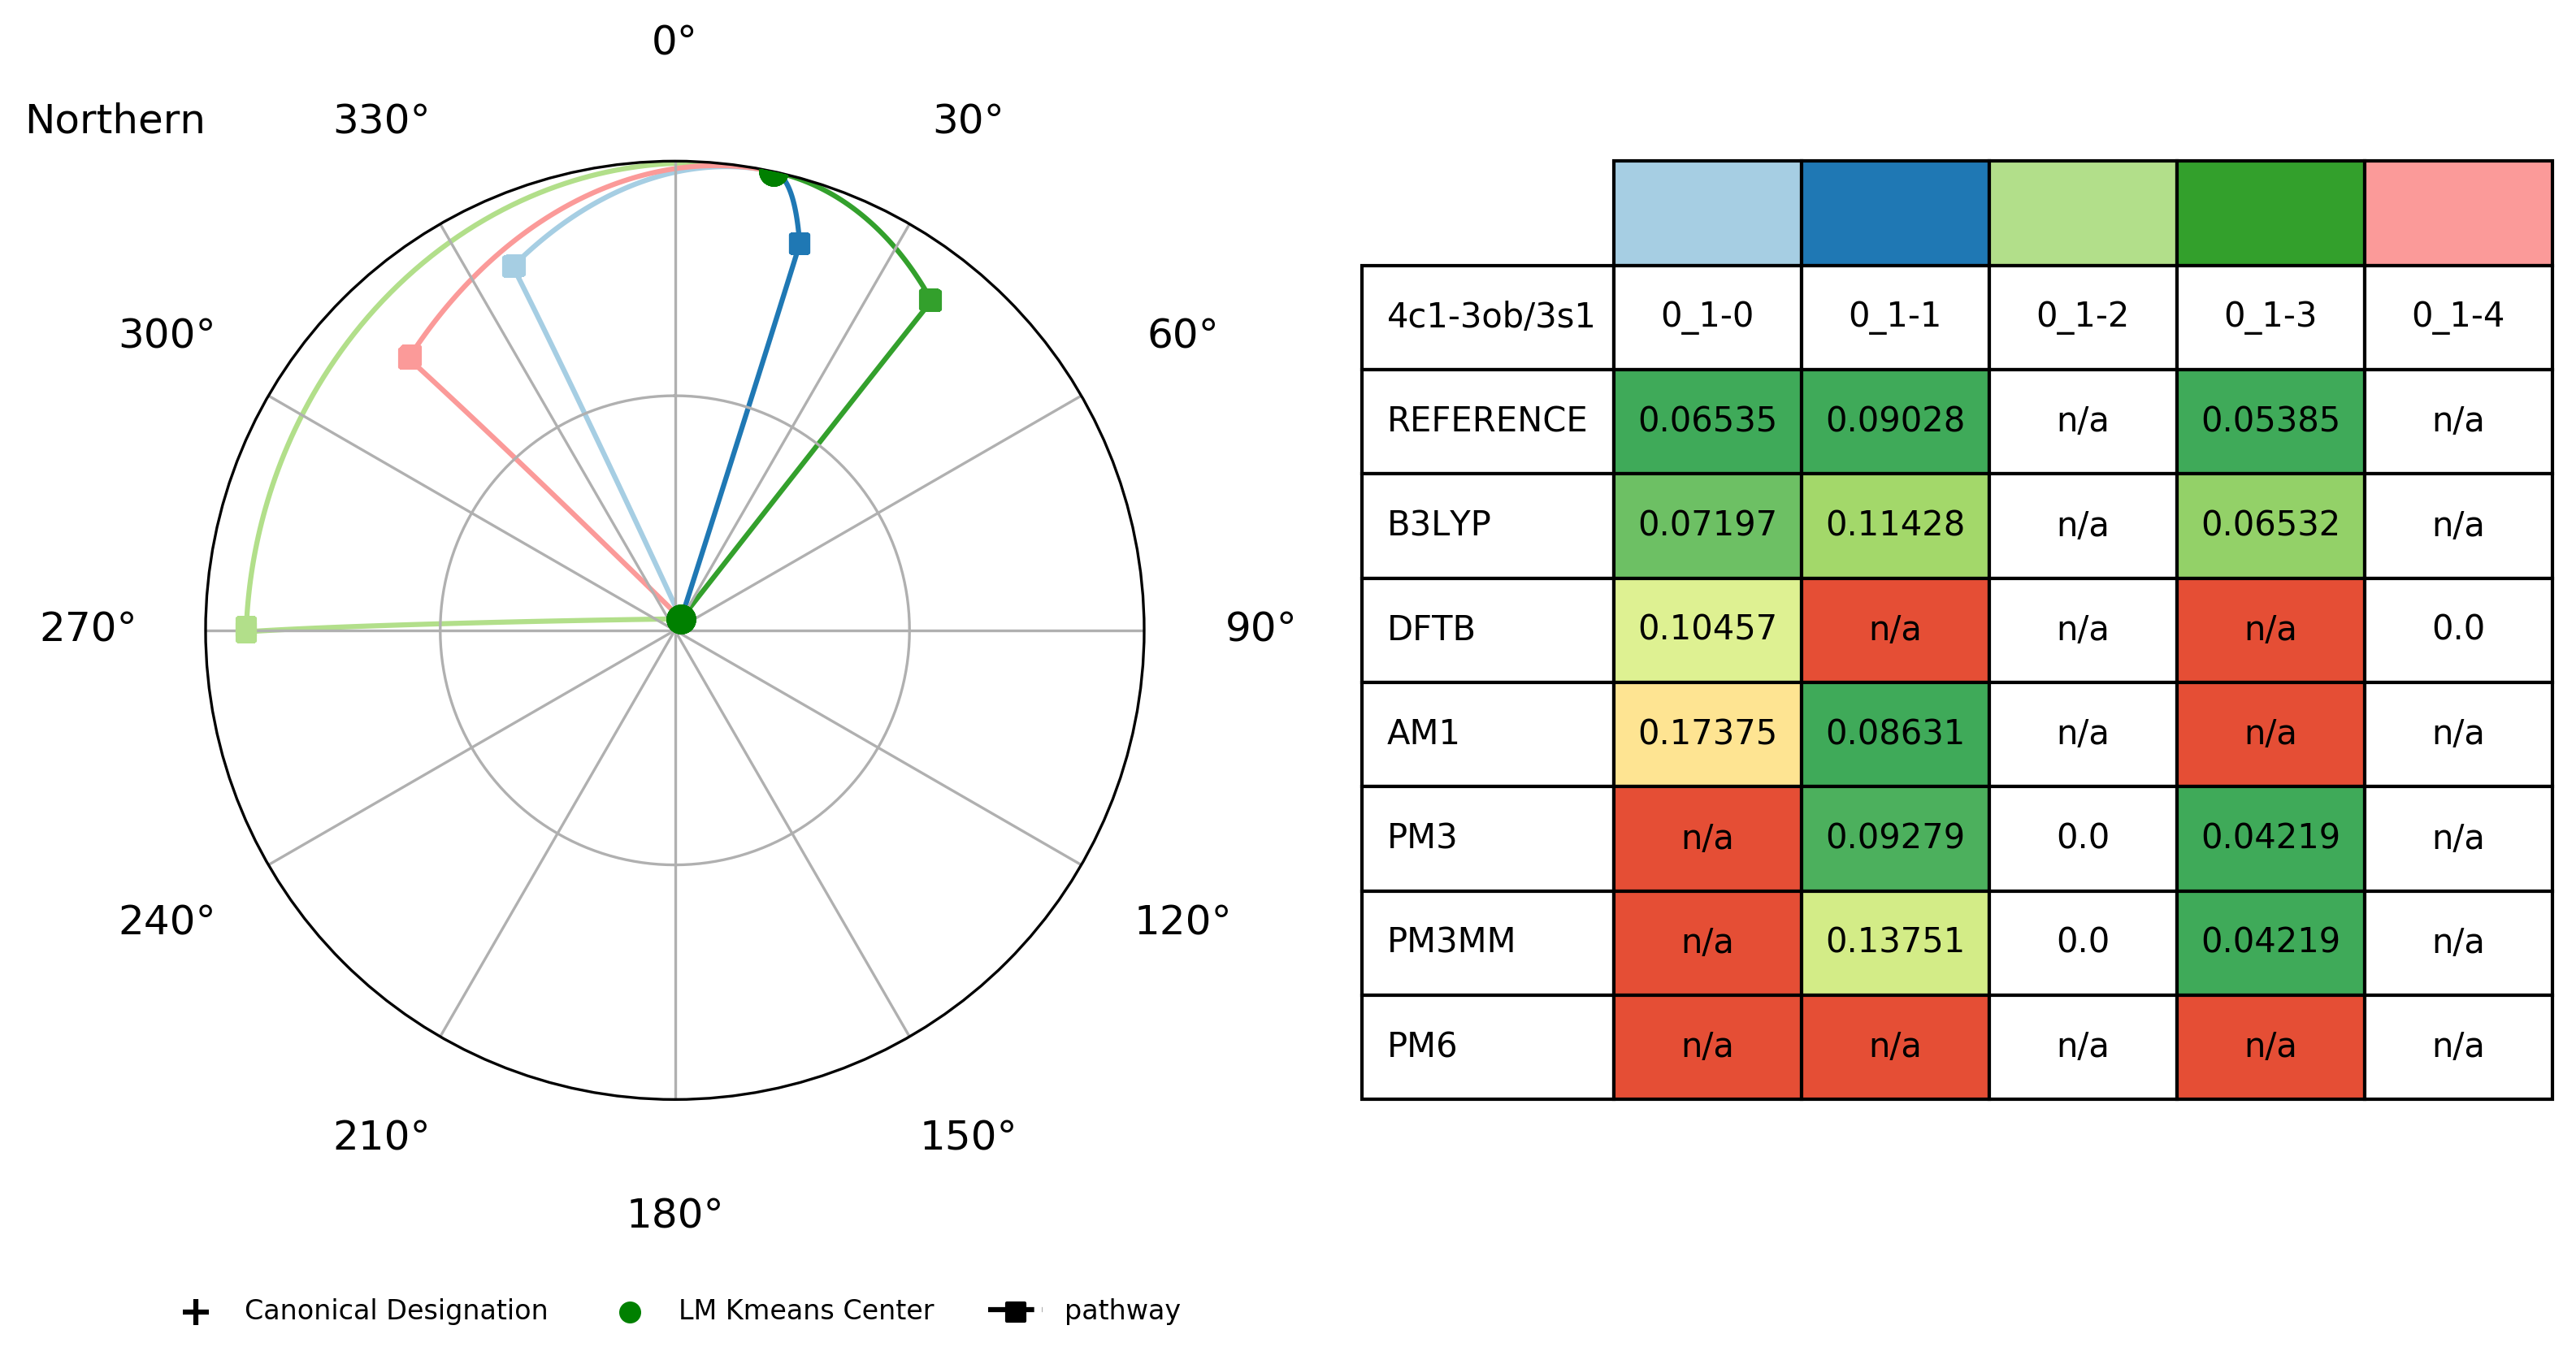 0°
Northern
330°
30°
300°
60°
270°
90°
240°
120°
210°
150°
180°
Canonical Designation
LM Kmeans Center
pathway
4c1-3ob/3s1 0_1-0 0_1-1 0_1-2 0_1-3 0_1-4
REFERENCE 0.06535 0.09028 n/a 0.05385 n/a
B3LYP 0.07197 0.11428 n/a 0.06532 n/a
DFTB 0.10457 n/a n/a n/a 0.0
AM1 0.17375 0.08631 n/a n/a n/a
PM3 n/a 0.09279 0.0 0.04219 n/a
PM3MM n/a 0.13751 0.0 0.04219 n/a
PM6 n/a n/a n/a n/a n/a